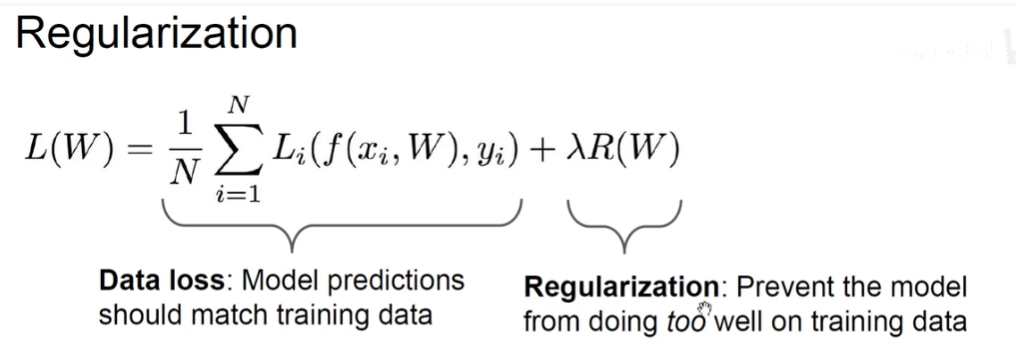 Regularization
L(W) = \frac{1}{N} \sum_{i=1}^{N} L_i(f(x_i, W), y_i) + λR(W)
Data loss: Model predictions
should match training data
Regularization: Prevent the model
from doing too well on training data